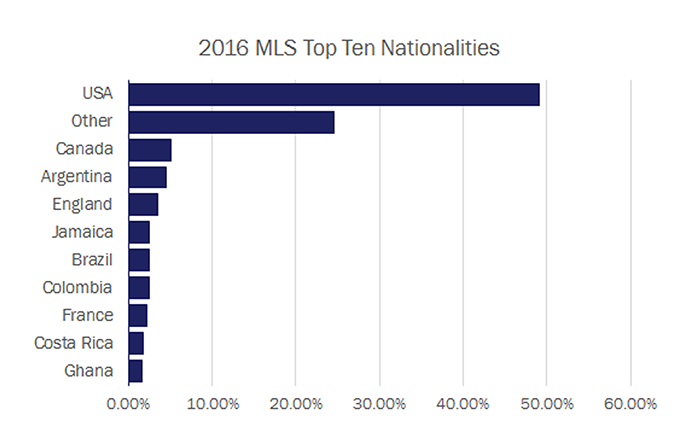 2016 MLS Top Ten Nationalities
USA
Other
Canada
Argentina
England
Jamaica
Brazil
Colombia
France
Costa Rica
Ghana
0.00% 10.00% 20.00% 30.00% 40.00% 50.00% 60.00%